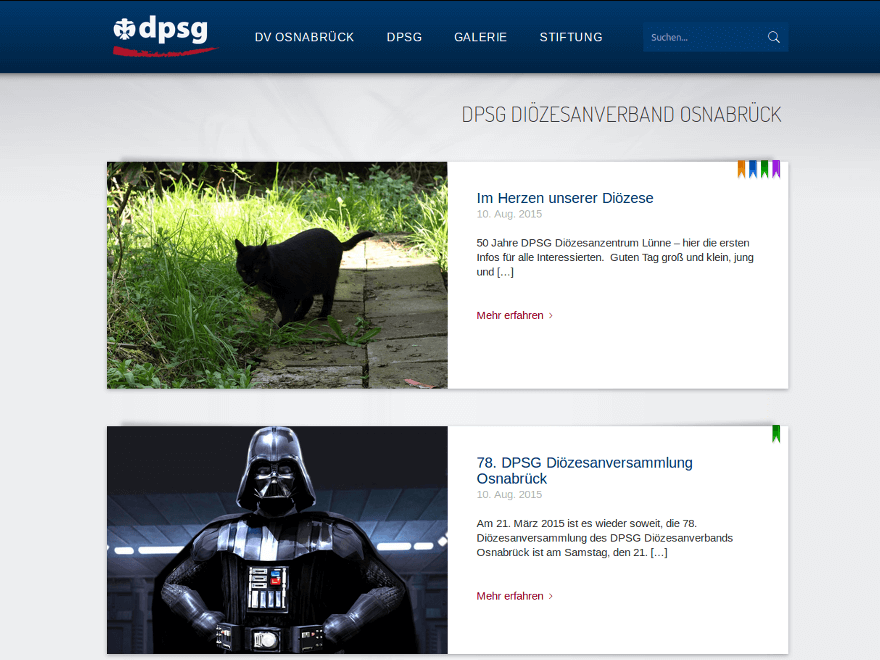 dpsg
DV OSNABRÜCK
DPSG
GALERIE
STIFTUNG
Suchen...
DPSG DIÖZESANVERBAND OSNABRÜCK
Im Herzen unserer Diözese
10. Aug. 2015
50 Jahre DPSG Diözesanzentrum Lünne – hier die ersten
Infos für alle Interessierten.  Guten Tag groß und klein, jung
und […]
Mehr erfahren ›
78. DPSG Diözesanversammlung
Osnabrück
10. Aug. 2015
Am 21. März 2015 ist es wieder soweit, die 78.
Diözesanversammlung des DPSG Diözesanverbands
Osnabrück ist am Samstag, den 21. […]
Mehr erfahren ›